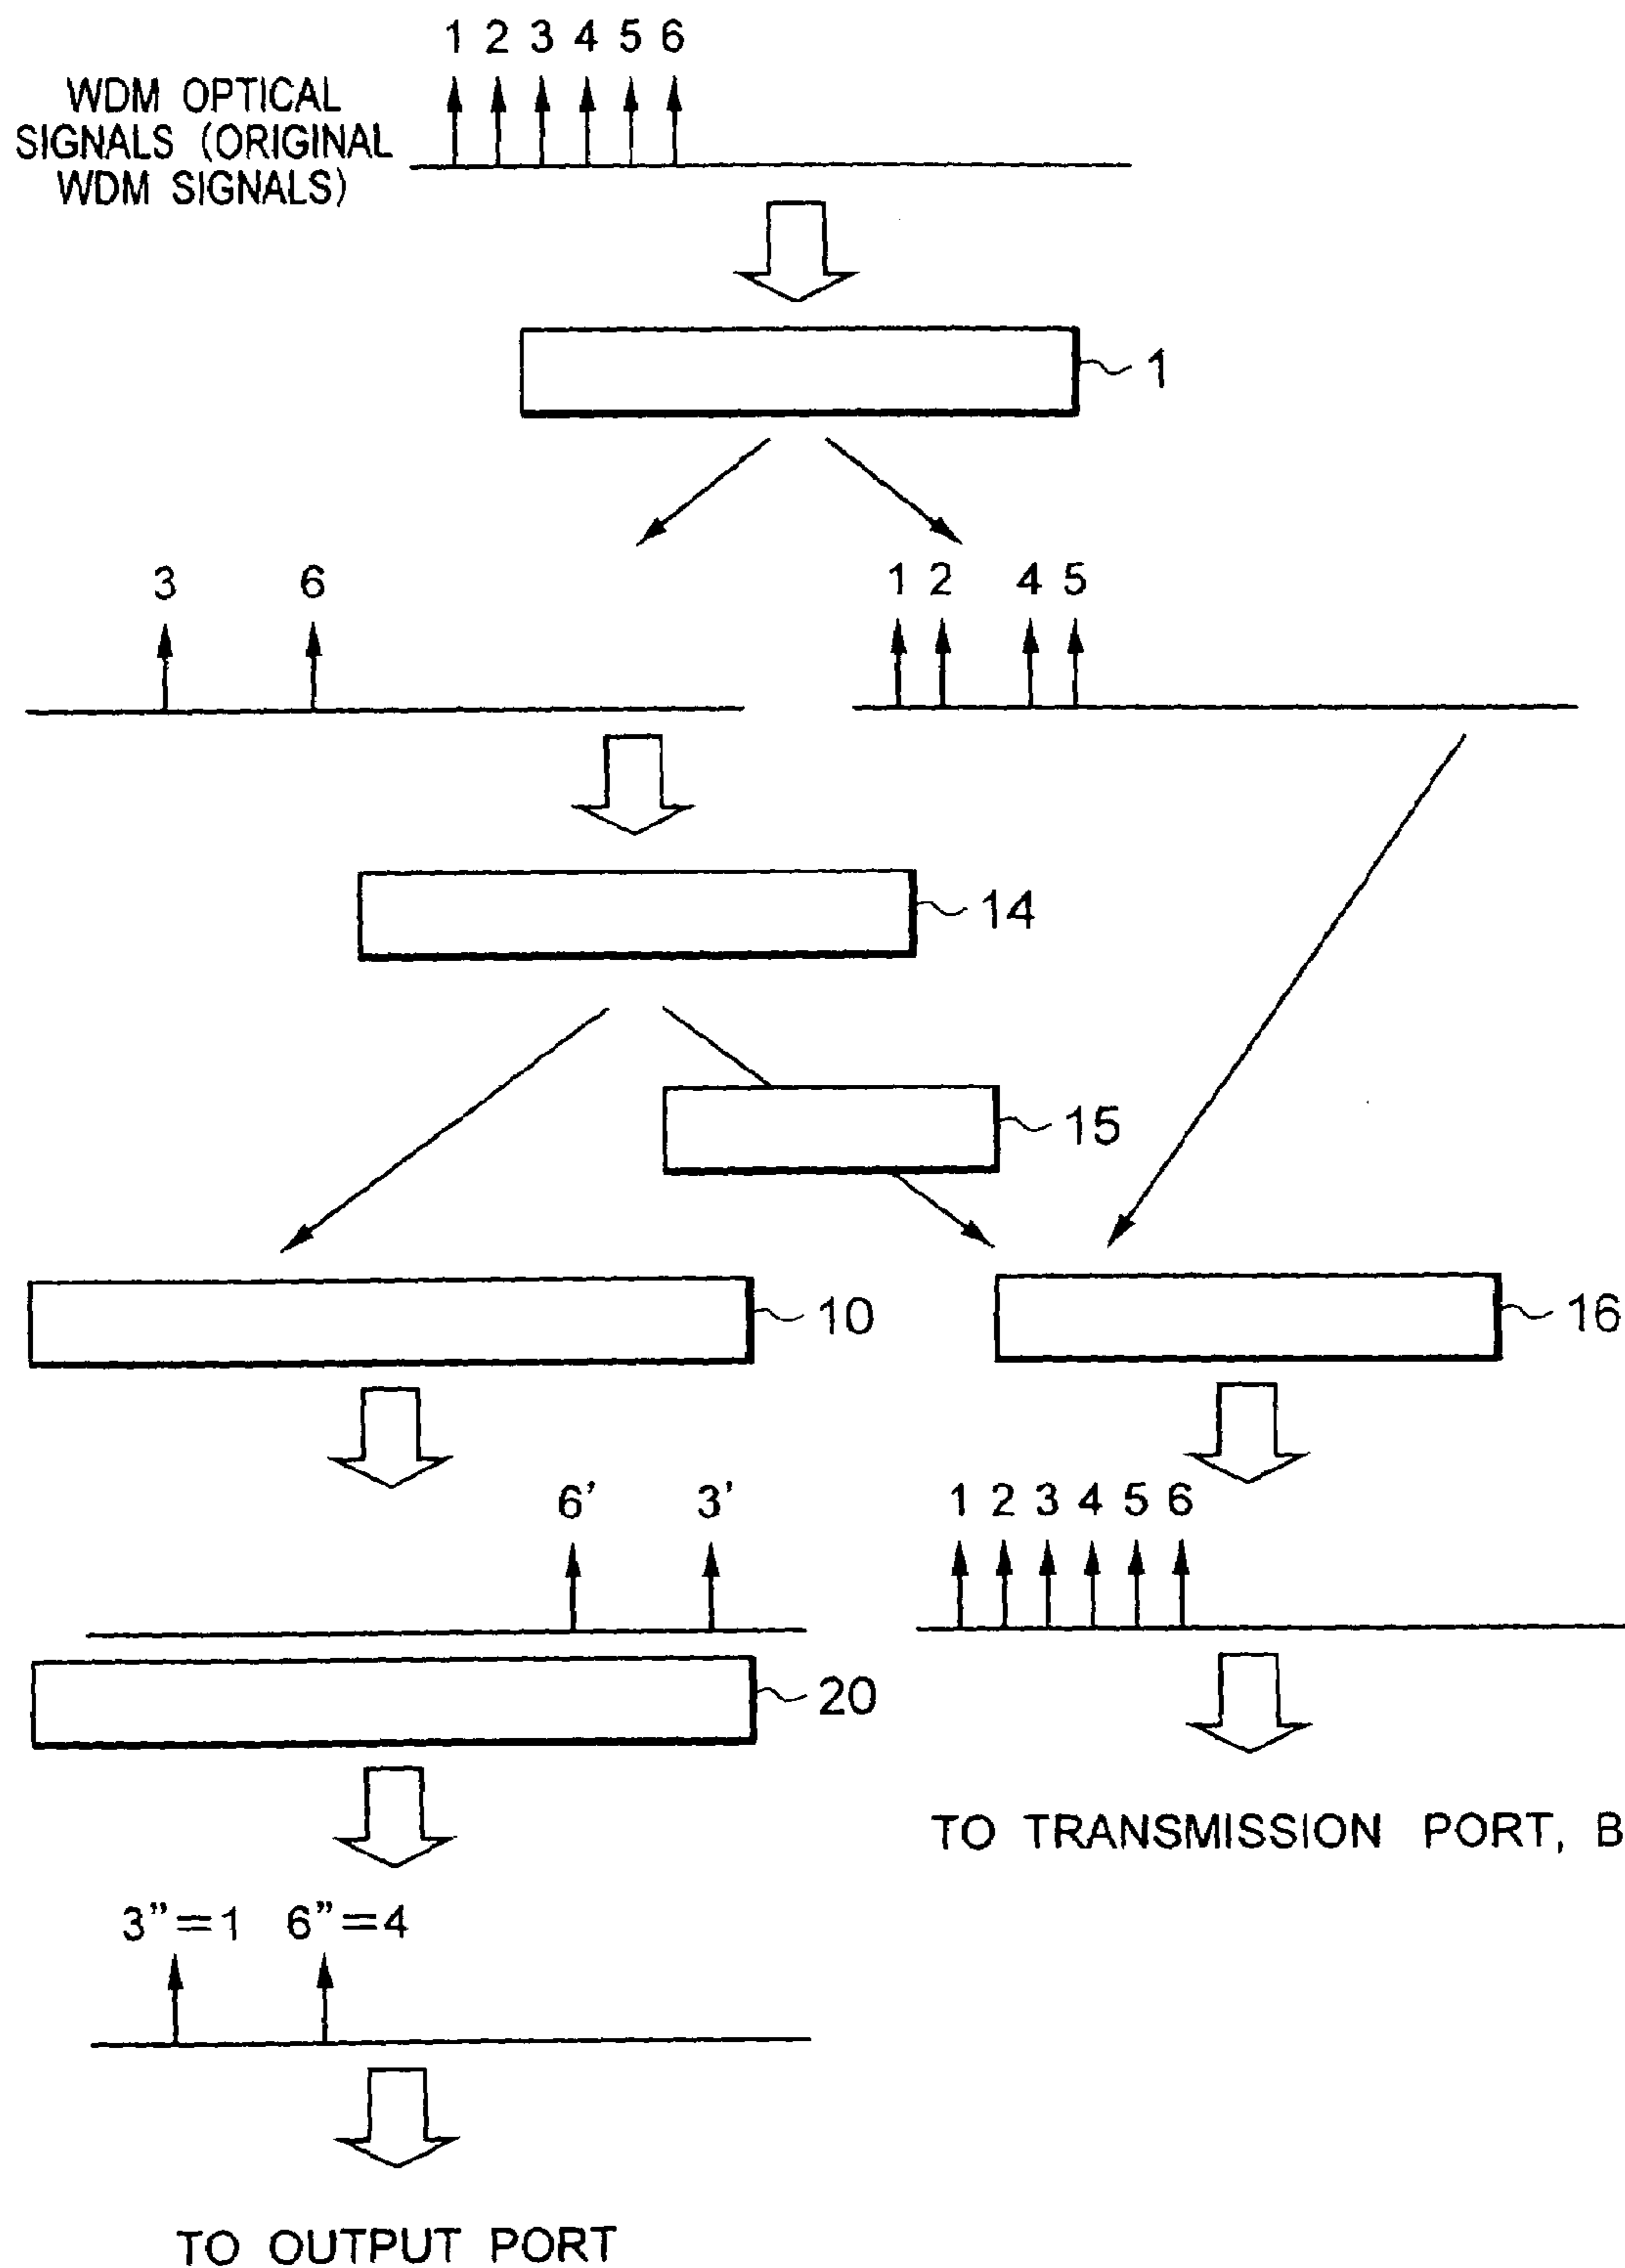 1 2 3 4 5 6
WDM OPTICAL
SIGNALS (ORIGINAL
WDM SIGNALS)
1
3 6
1 2 4 5
14
15
10
16
6' 3'
1 2 3 4 5 6
20
TO TRANSMISSION PORT, B
3"=1 6"=4
TO OUTPUT PORT